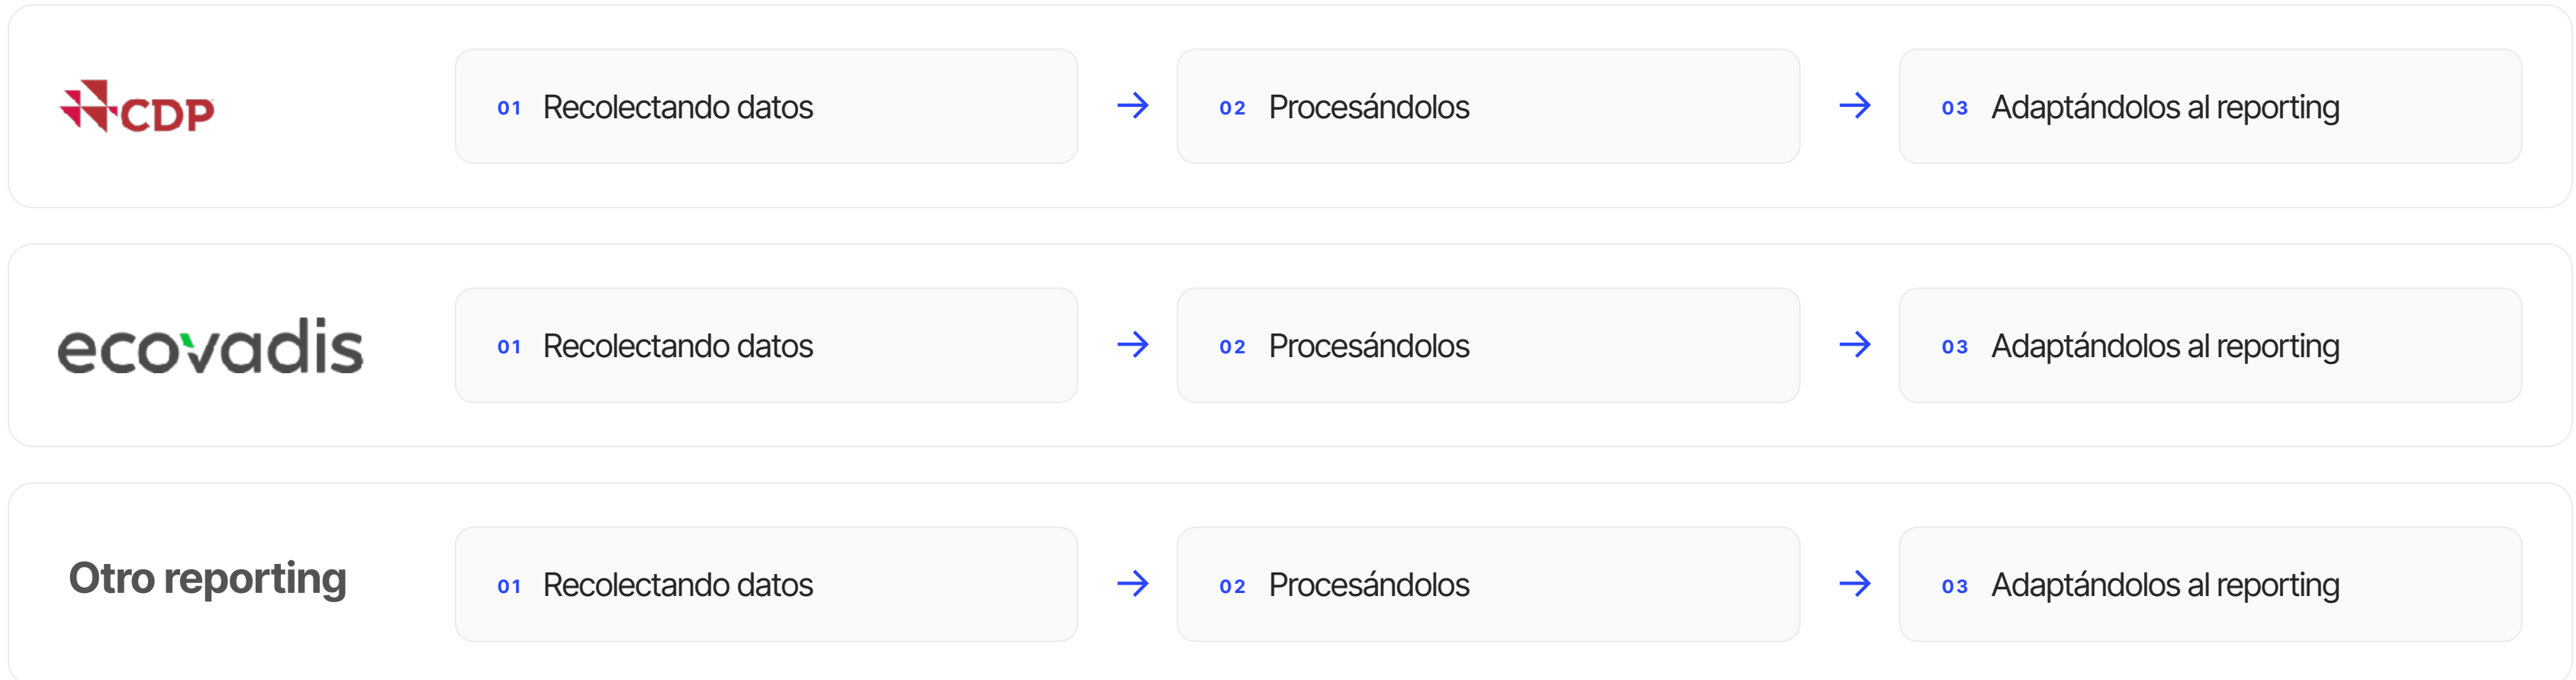 CDP
01 Recolectando datos
02 Procesándolos
03 Adaptándolos al reporting
ecovadis
01 Recolectando datos
02 Procesándolos
03 Adaptándolos al reporting
Otro reporting
01 Recolectando datos
02 Procesándolos
03 Adaptándolos al reporting